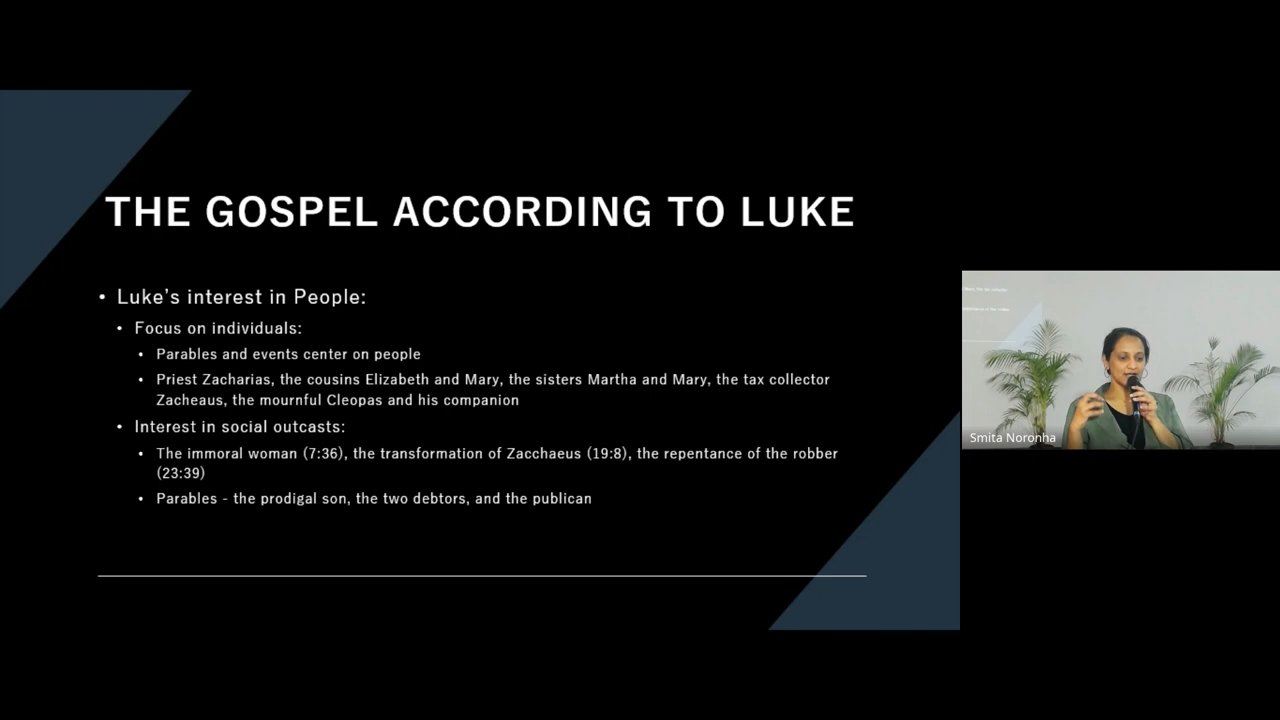 THE GOSPEL ACCORDING TO LUKE
• Luke’s interest in People:
• Focus on individuals:
• Parables and events center on people
• Priest Zacharias, the cousins Elizabeth and Mary, the sisters Martha and Mary, the tax collector
Zacheaus, the mournful Cleopas and his companion
• Interest in social outcasts:
• The immoral woman (7:36), the transformation of Zacchaeus (19:8), the repentance of the robber
(23:39)
• Parables - the prodigal son, the two debtors, and the publican
Smita Noronha